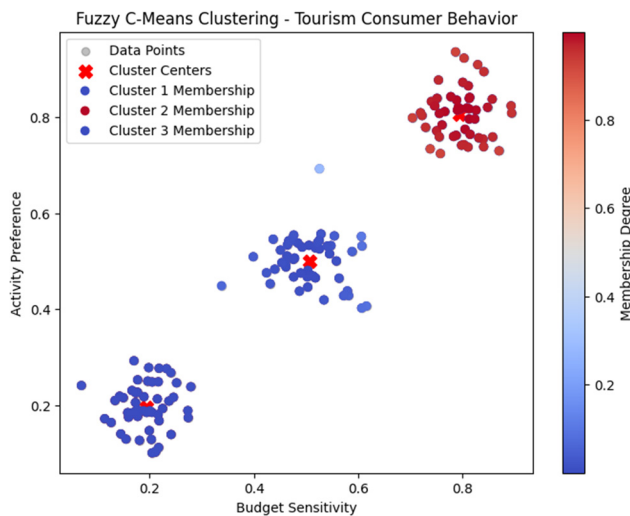 Fuzzy C-Means Clustering - Tourism Consumer Behavior
Data Points
Cluster Centers
Cluster 1 Membership
Cluster 2 Membership
Cluster 3 Membership
Activity Preference
0.8
0.6
0.4
0.2
0.2
0.4
0.6
0.8
Budget Sensitivity
0.8
0.6
0.4
0.2
Membership Degree